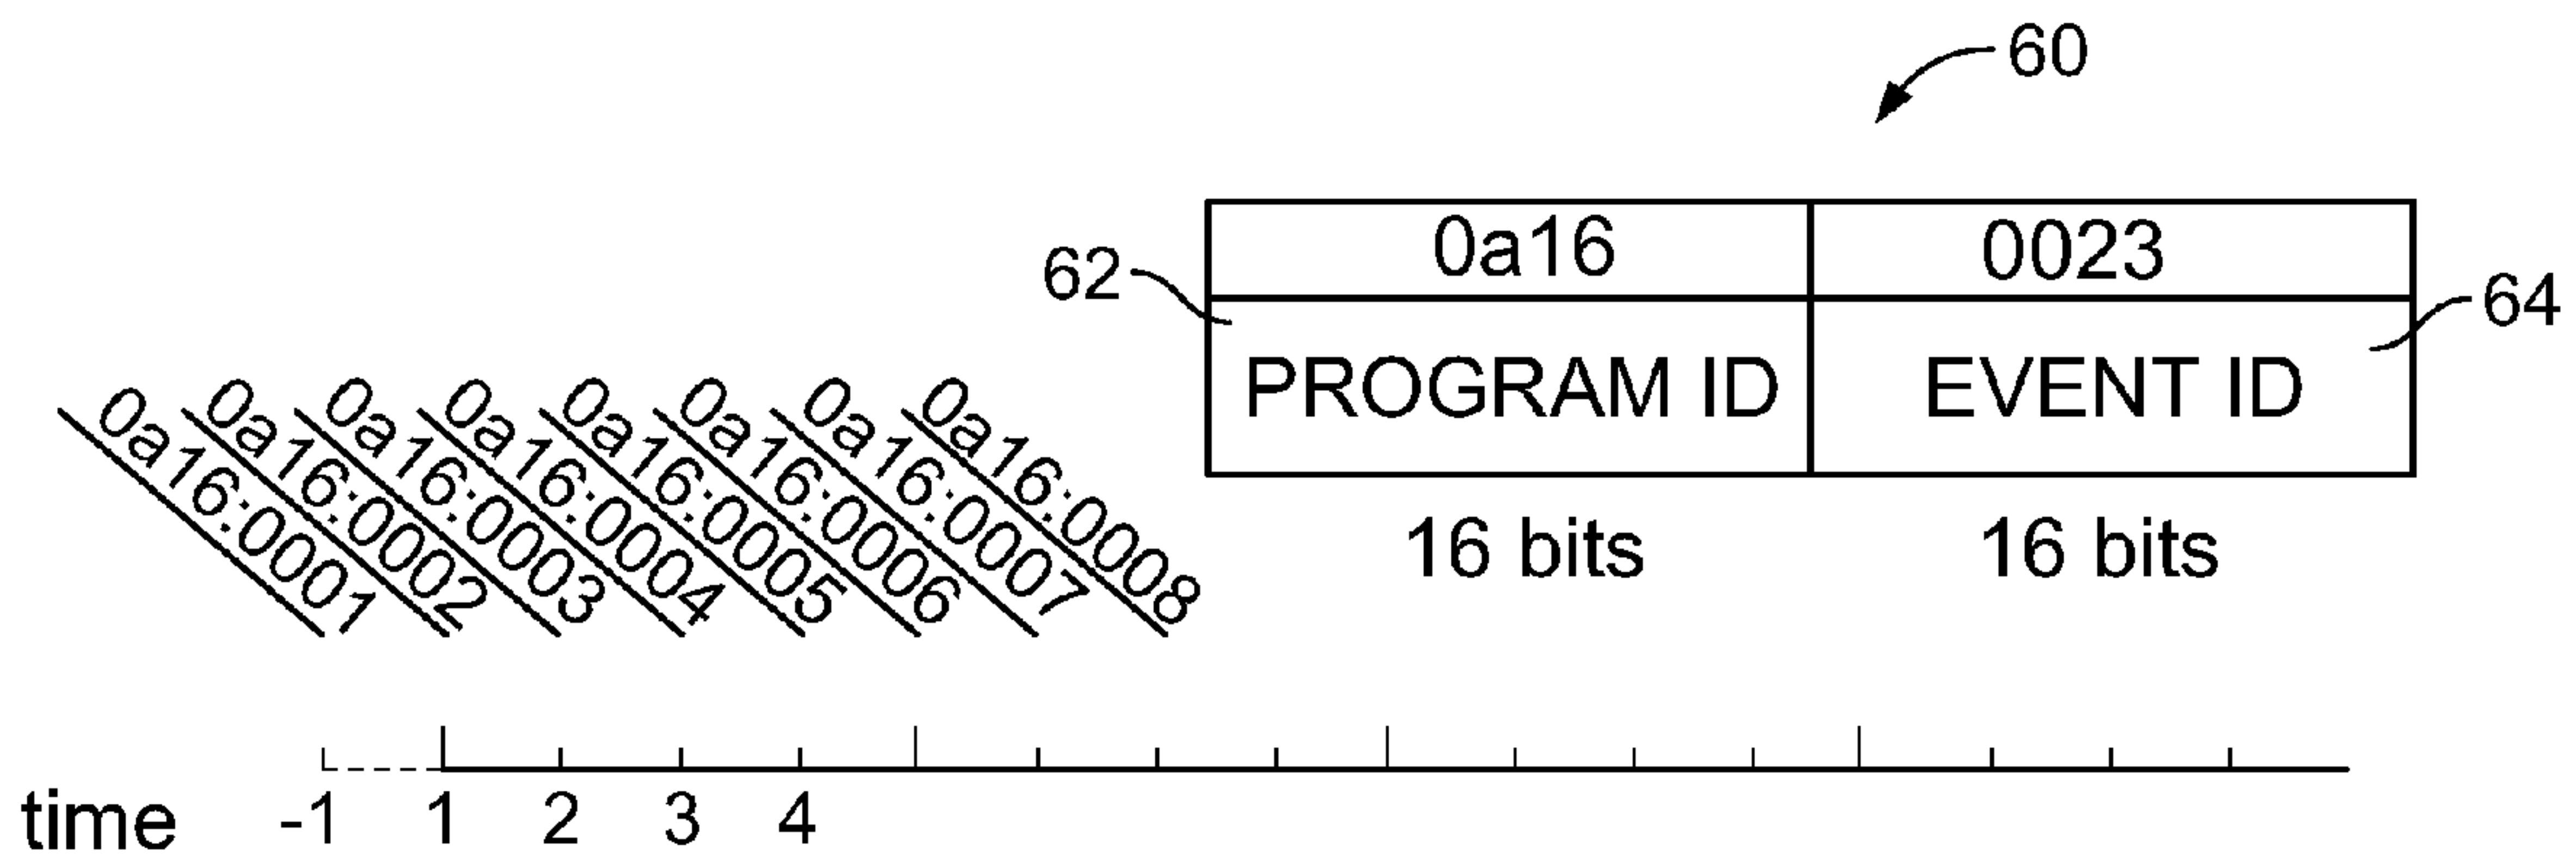 60
0a16 0023
62
64
PROGRAM ID EVENT ID
16 bits 16 bits
0a16:0001
0a16:0002
0a16:0003
0a16:0004
0a16:0005
0a16:0006
0a16:0007
0a16:0008
time -1 1 2 3 4